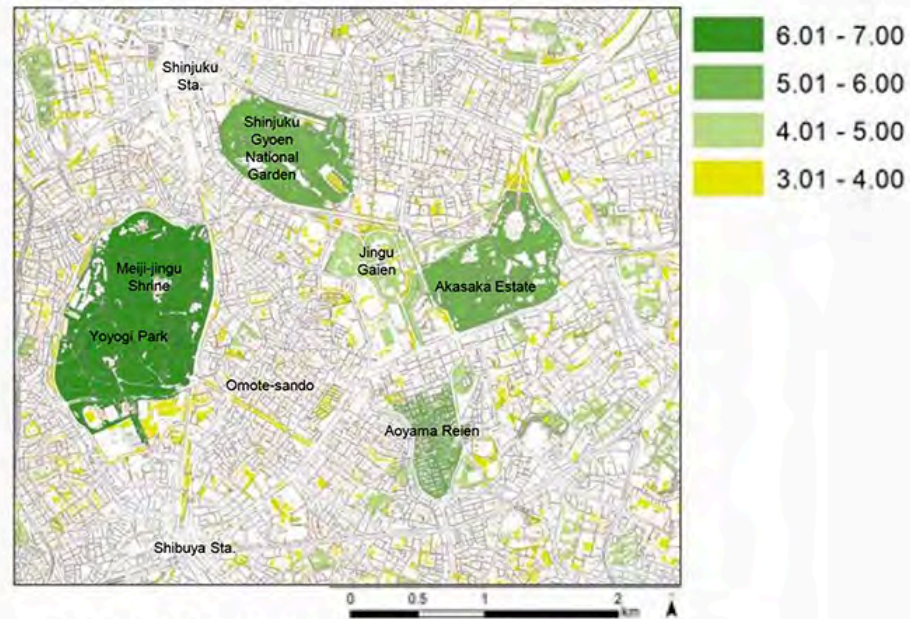 Shinjuku
Sta.
Shinjuku
Gyoen
National
Garden
Jingu
Gaien
Meiji-jingu
Shrine
Akasaka Estate
Yoyogi Park
Omote-sando
Aoyama Reien
Shibuya Sta.
6.01 - 7.00
5.01 - 6.00
4.01 - 5.00
3.01 - 4.00
0 0.5 1 2
km